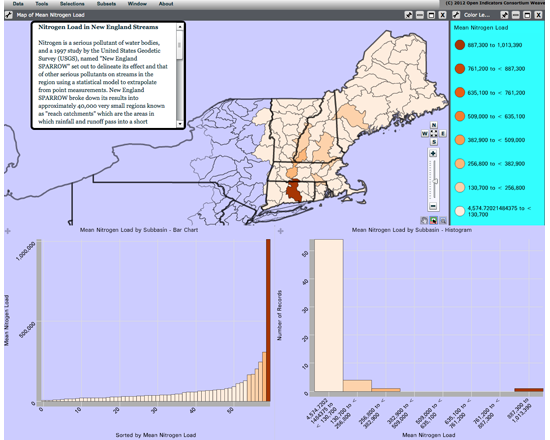 Data Tools Selections Subsets Window About
(C) 2012 Open Indicators Consortium Weave
Map of Mean Nitrogen Load
Color Le...
Nitrogen Load in New England Streams
Nitrogen is a serious pollutant of water bodies,
and a 1997 study by the United States Geodetic
Survey (USGS), named "New England
SPARROW" set out to delineate its effect and that
of other serious pollutants on streams in the
region using a statistical model to extrapolate
from point measurements. New England
SPARROW broke down its results into
approximately 40,000 very small regions known
as "reach catchments" which are the areas in
which rainfall and runoff pass into a short
N
W E
S
Mean Nitrogen Load
887,300 to 1,013,390
761,200 to < 887,300
635,100 to < 761,200
509,000 to < 635,100
382,900 to < 509,000
256,800 to < 382,900
130,700 to < 256,800
4,574.72021484375 to <
130,700
Mean Nitrogen Load by Subbasin - Bar Chart
Mean Nitrogen Load
1,000,000
500,000
0
0 10 20 30 40 50
Sorted by Mean Nitrogen Load
Mean Nitrogen Load by Subbasin - Histogram
Number of Records
50
40
30
20
10
0
4,574.7202
1484375 to
< 130,700
130,700 to <
256,800
256,800 to <
382,900
382,900 to <
509,000
509,000 to <
635,100
635,100 to <
761,200
761,200 to <
887,300
887,300 to
1,013,390
Mean Nitrogen Load